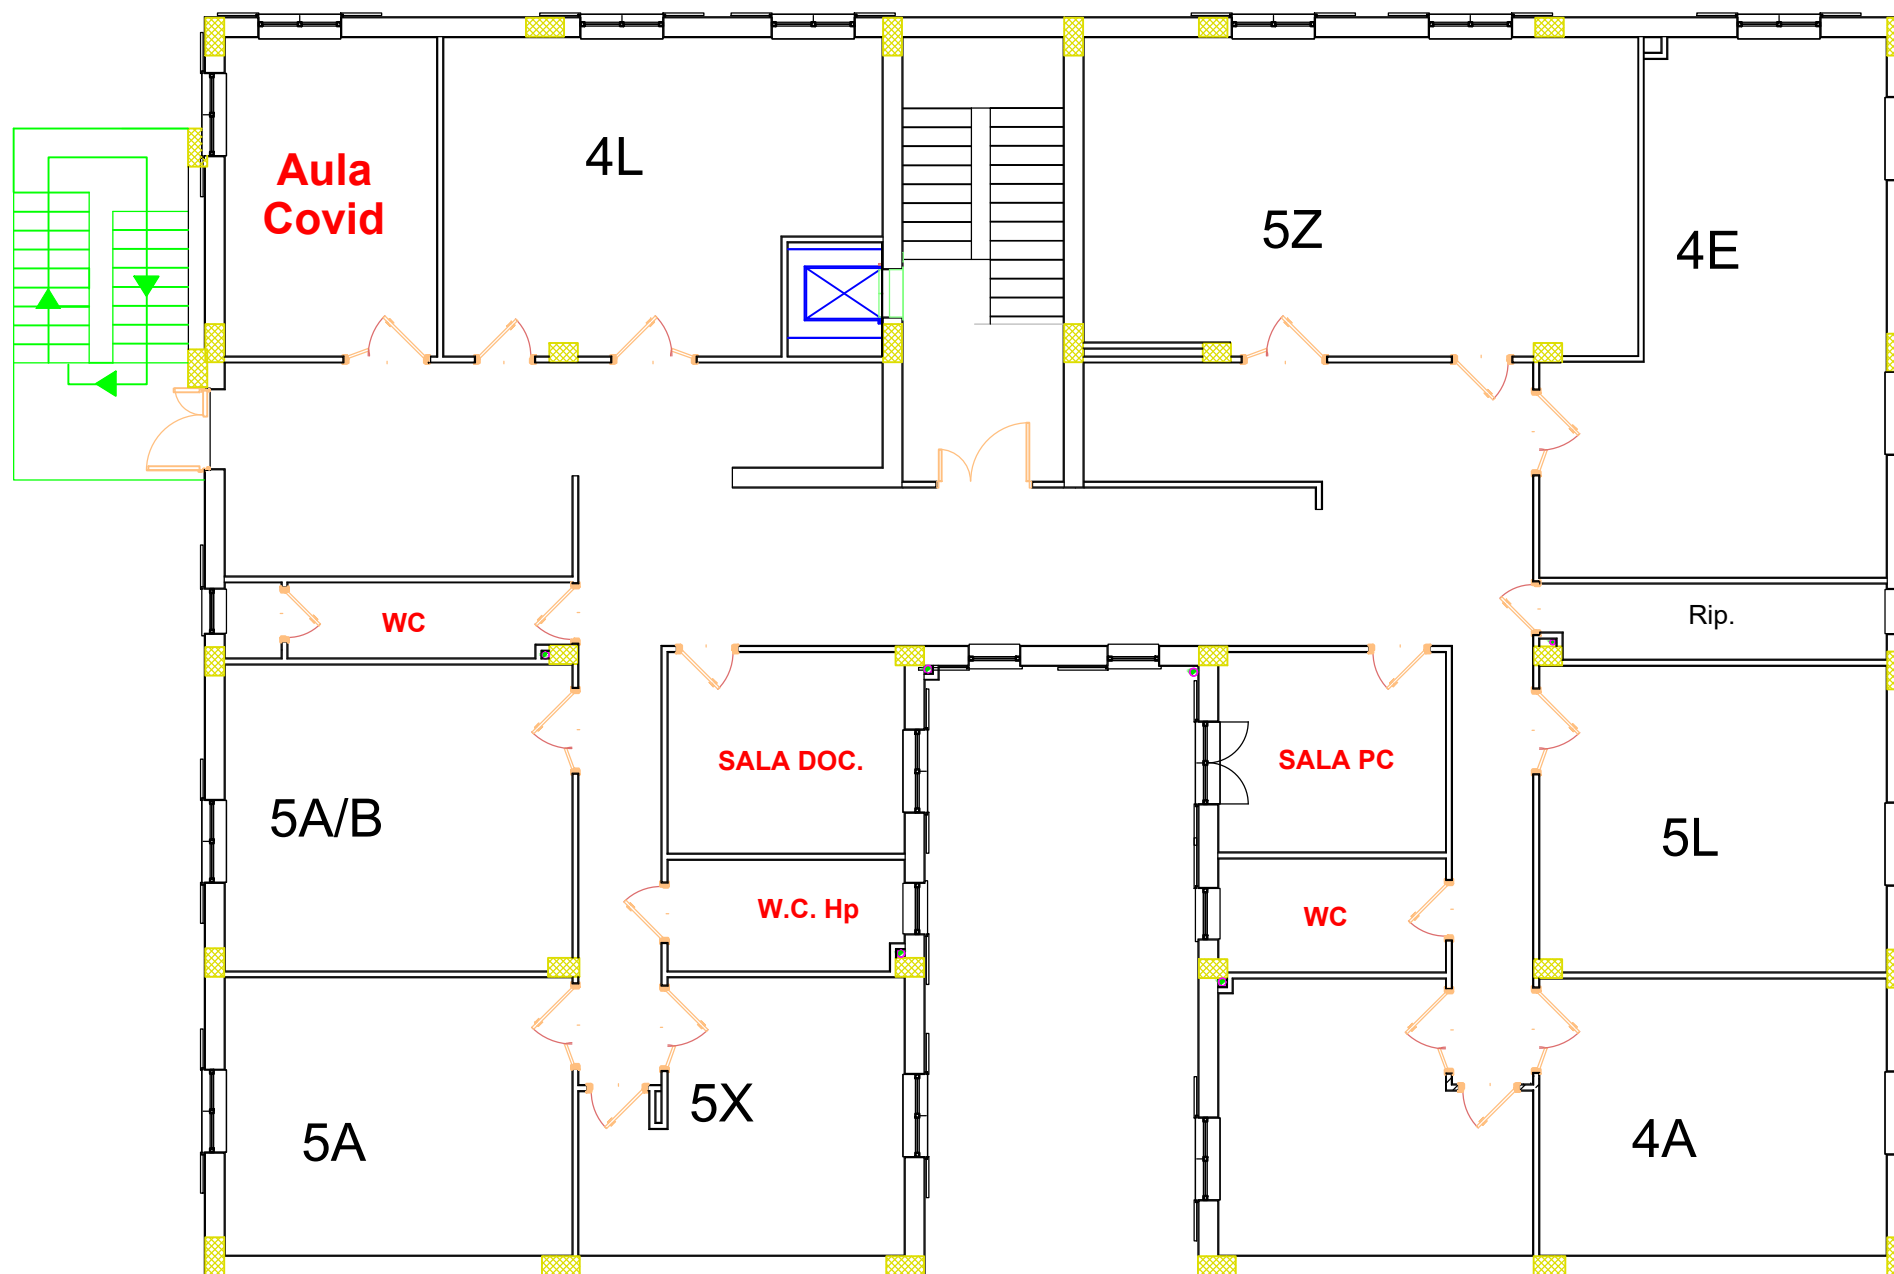 Aula
Covid
4L
5Z
4E
WC
Rip.
SALA DOC.
SALA PC
5A/B
5L
W.C. Hp
WC
5A
5X
4A